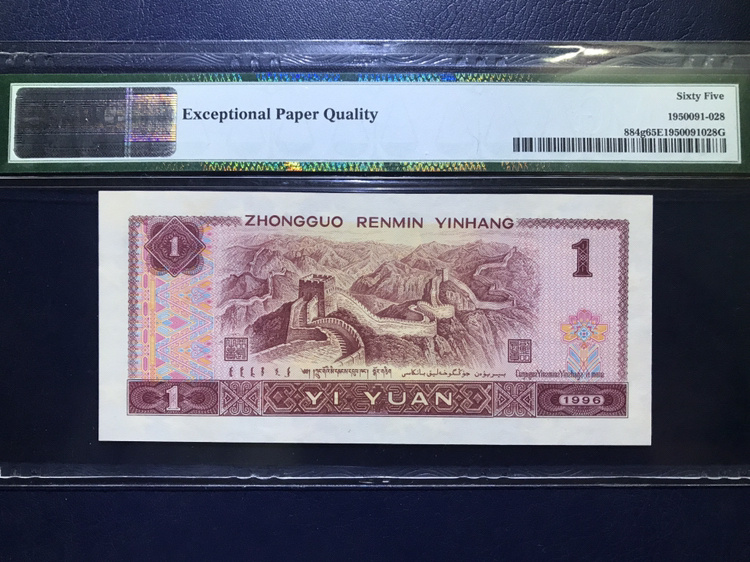 Sixty Five
Exceptional Paper Quality
1950091-028
884g65E1950091028G
ZHONGGUO RENMIN YINHANG
1
1
1
YI YUAN
1996